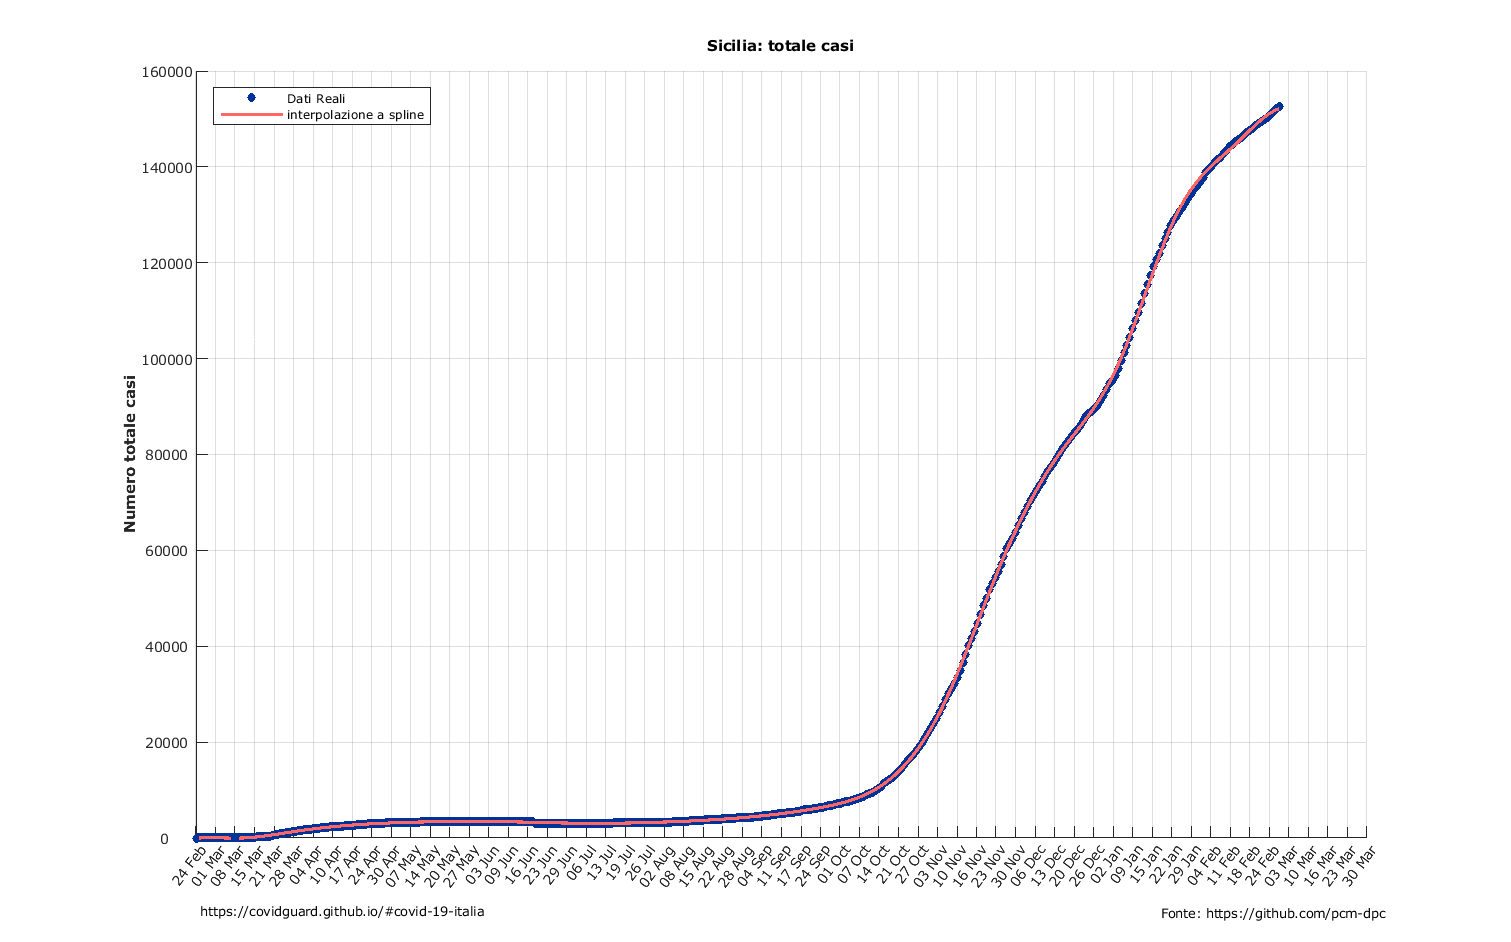 Sicilia: totale casi
160000
140000
120000
100000
80000
60000
40000
20000
0
Dati Reali
interpolazione a spline
Numero totale casi
24 Feb
01 Mar
08 Mar
15 Mar
21 Mar
28 Mar
04 Apr
10 Apr
17 Apr
24 Apr
30 Apr
07 May
14 May
20 May
27 May
03 Jun
09 Jun
16 Jun
23 Jun
29 Jun
06 Jul
13 Jul
19 Jul
26 Jul
02 Aug
08 Aug
15 Aug
22 Aug
28 Aug
04 Sep
11 Sep
17 Sep
24 Sep
01 Oct
07 Oct
14 Oct
21 Oct
27 Oct
03 Nov
10 Nov
16 Nov
23 Nov
30 Nov
06 Dec
13 Dec
20 Dec
26 Dec
02 Jan
09 Jan
15 Jan
22 Jan
29 Jan
04 Feb
11 Feb
18 Feb
24 Feb
03 Mar
10 Mar
16 Mar
23 Mar
30 Mar
https://covidguard.github.io/#covid-19-italia
Fonte: https://github.com/pcm-dpc